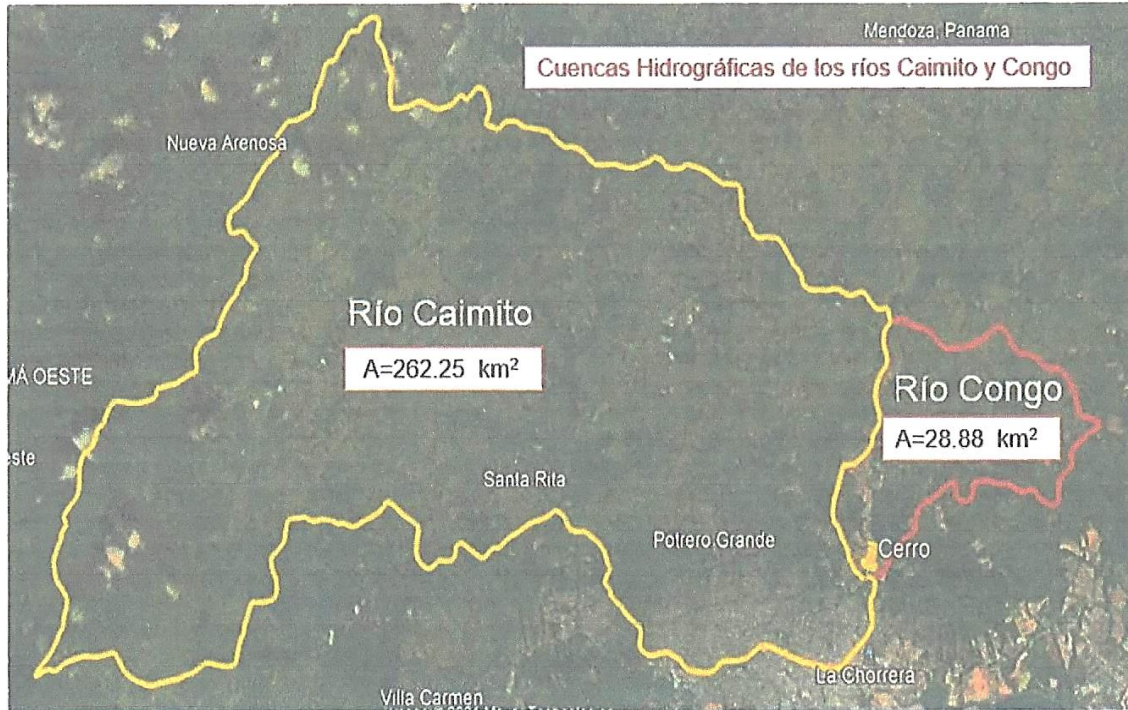 Mendoza, Panama
Cuencas Hidrográficas de los ríos Caimito y Congo
Nueva Arenosa
Río Caimito
A=262.25 km²
MÁ OESTE
Río Congo
A=28.88 km²
este
Santa Rita
Potrero Grande
Cerro
La Chorrera
Villa Carmen